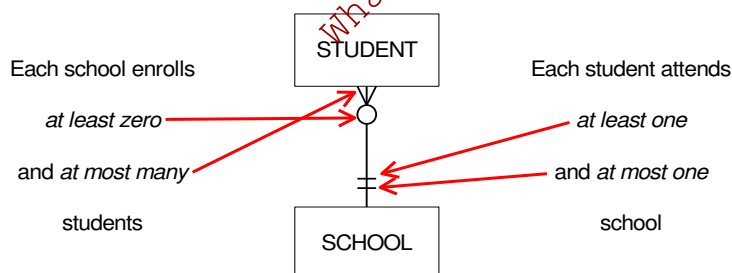 Wha
STUDENT
Each school enrolls
at least zero
and at most many
students
Each student attends
at least one
and at most one
school
SCHOOL